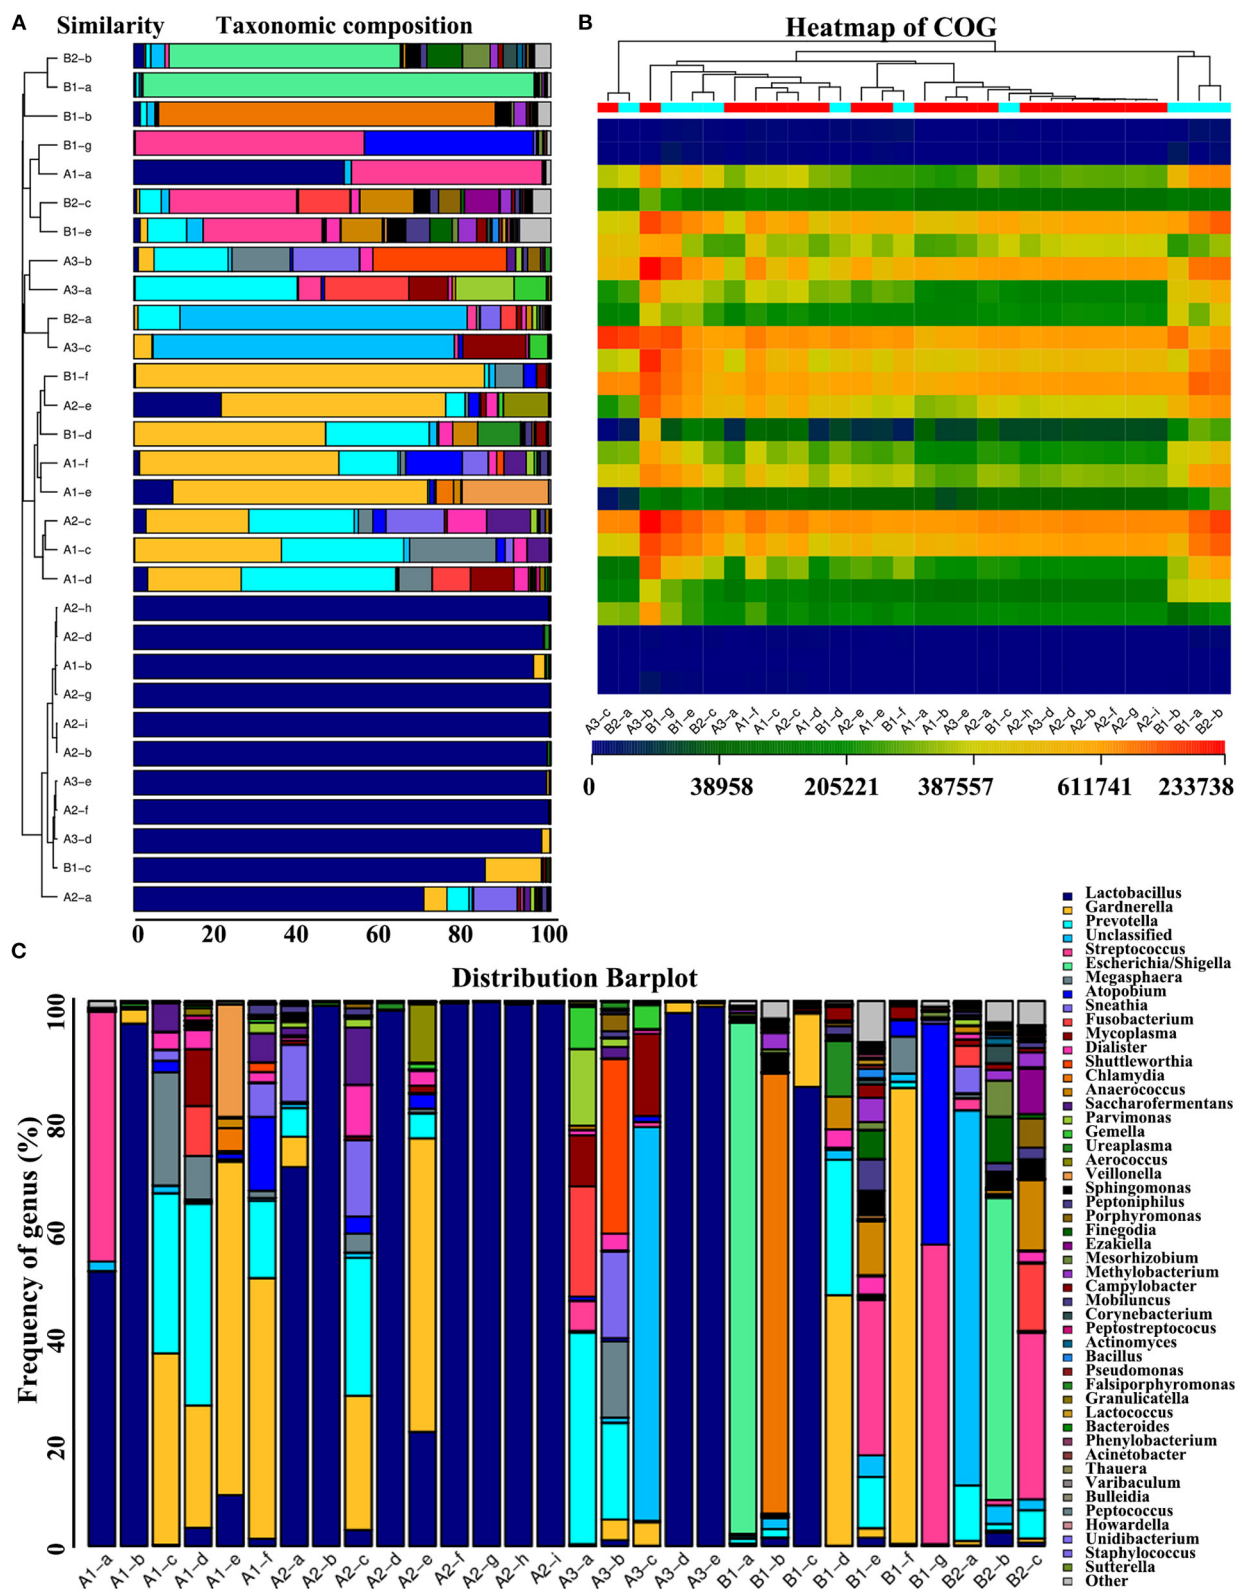 A Similarity Taxonomic composition
B2-b
B1-a
B1-b
B1-g
A1-a
B2-c
B1-e
A3-b
A3-a
B2-a
A3-c
B1-f
A2-e
B1-d
A1-f
A1-e
A2-c
A1-c
A1-d
A2-h
A2-d
A1-b
A2-g
A2-i
A2-b
A3-e
A2-f
A3-d
B1-c
A2-a
0 20 40 60 80 100
B Heatmap of COG
A3-c B2-a A3-b B1-g B1-e B2-c A3-a A1-f A1-c A2-c A1-d B1-d A2-e A1-e B1-f A1-a A1-b A3-e A2-a B1-c A2-h A3-d A2-d A2-b A2-f A2-g A2-i B1-b B1-a B2-b
0 38958 205221 387557 611741 233738
C Distribution Barplot
Frequency of genus (%)
100
80
60
40
20
0
A1-a A1-b A1-c A1-d A1-e A1-f A2-a A2-b A2-c A2-d A2-e A2-f A2-g A2-h A2-i A3-a A3-b A3-c A3-d A3-e B1-a B1-b B1-c B1-d B1-e B1-f B1-g B2-a B2-b B2-c
Lactobacillus
Gardnerella
Prevotella
Unclassified
Streptococcus
Escherichia/Shigella
Megasphaera
Atopobium
Sneathia
Fusobacterium
Mycoplasma
Dialister
Shuttleworthia
Chlamydia
Anaerococcus
Saccharofermentans
Parvimonas
Gemella
Ureaplasma
Aerococcus
Veillonella
Sphingomonas
Peptoniphilus
Porphyromonas
Finegodia
Ezakiella
Mesorhizobium
Methylobacterium
Campylobacter
Mobiluncus
Corynebacterium
Peptostreptococus
Actinomyces
Bacillus
Pseudomonas
Falsiporphyromonas
Granulicatella
Lactococcus
Bacteroides
Phenylobacterium
Acinetobacter
Thauera
Varibaculum
Bulleidia
Peptococcus
Howardella
Unidibacterium
Staphylococcus
Sutterella
Other